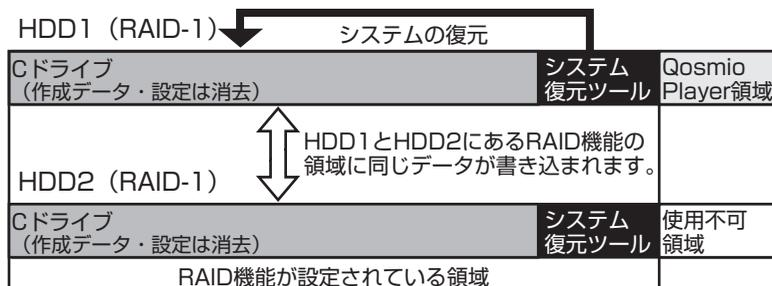 HDD1（RAID-1）
システムの復元
Cドライブ
（作成データ・設定は消去）
システム
復元ツール
Qosmio
Player領域
HDD1とHDD2にあるRAID機能の
領域に同じデータが書き込まれます。
HDD2（RAID-1）
Cドライブ
（作成データ・設定は消去）
システム
復元ツール
使用不可
領域
RAID機能が設定されている領域